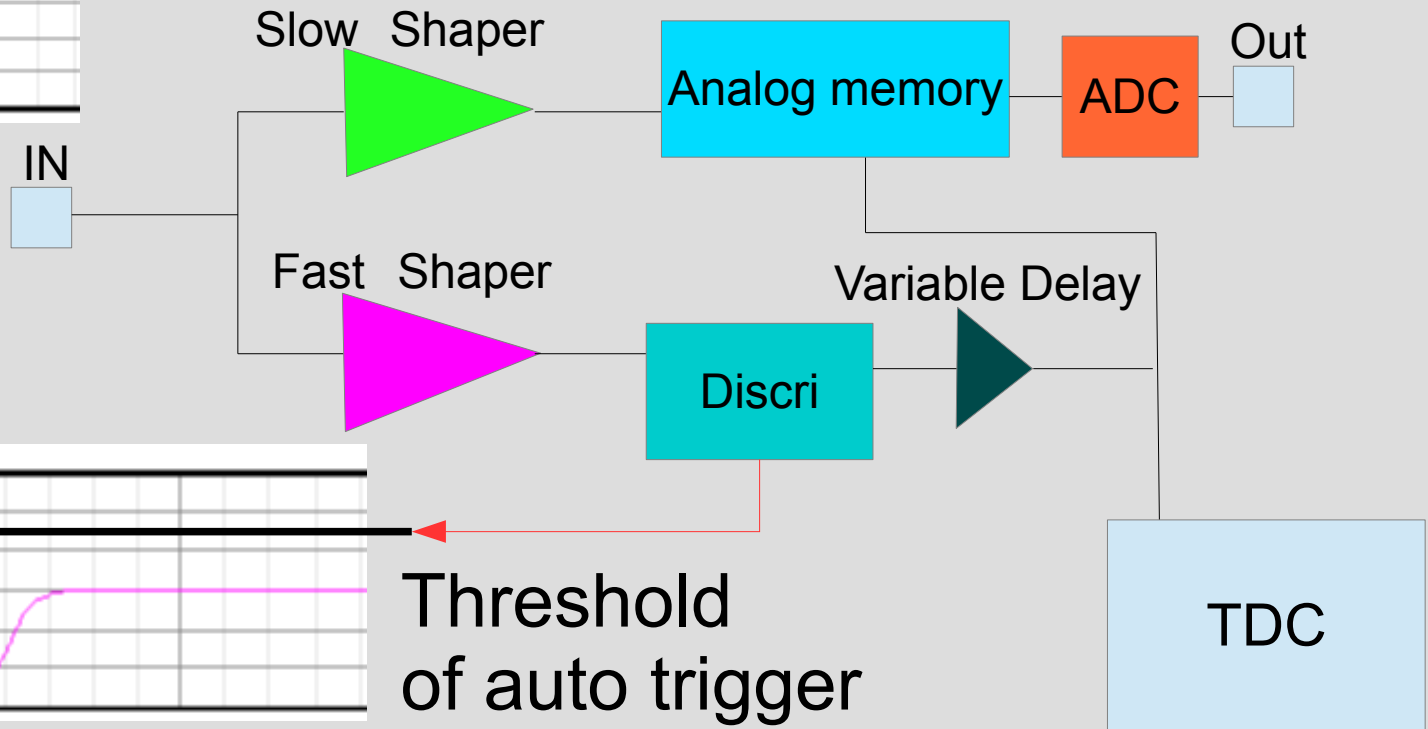 Slow Shaper
Out
Analog memory
ADC
IN
Fast Shaper
Variable Delay
Discri
Threshold
of auto trigger
TDC